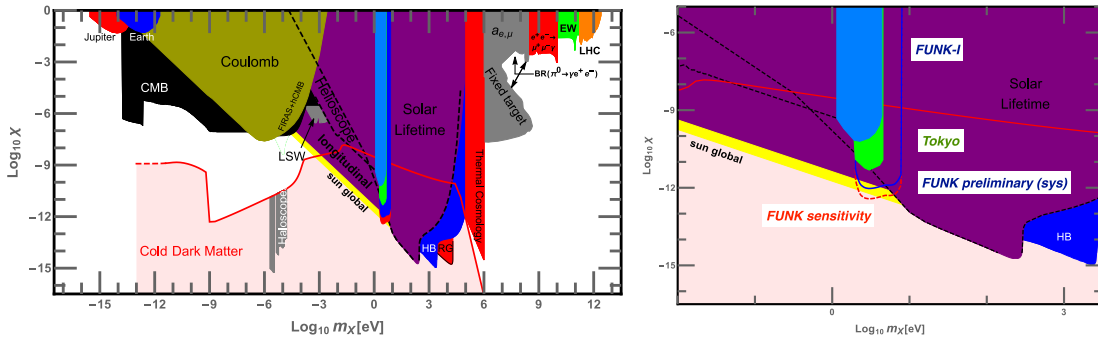 0
−3
−6
−9
−12
−15
Log₁₀ χ
Jupiter
Earth
CMB
Coulomb
FIRAS+hCMB
LSW
Helioscope
longitudinal
sun global
Haloscope
Cold Dark Matter
Solar
Lifetime
HB
RG
Thermal Cosmology
a_{e,μ}
Fixed target
e⁺e⁻→
μ⁺μ⁻γ
EW
LHC
BR(π⁰→γe⁺e⁻)
−15
−12
−9
−6
−3
0
3
6
9
12
Log₁₀ m_X[eV]
−6
−9
−12
−15
Log₁₀ χ
FUNK-I
Solar
Lifetime
Tokyo
sun global
FUNK preliminary (sys)
FUNK sensitivity
HB
0
3
Log₁₀ m_X[eV]